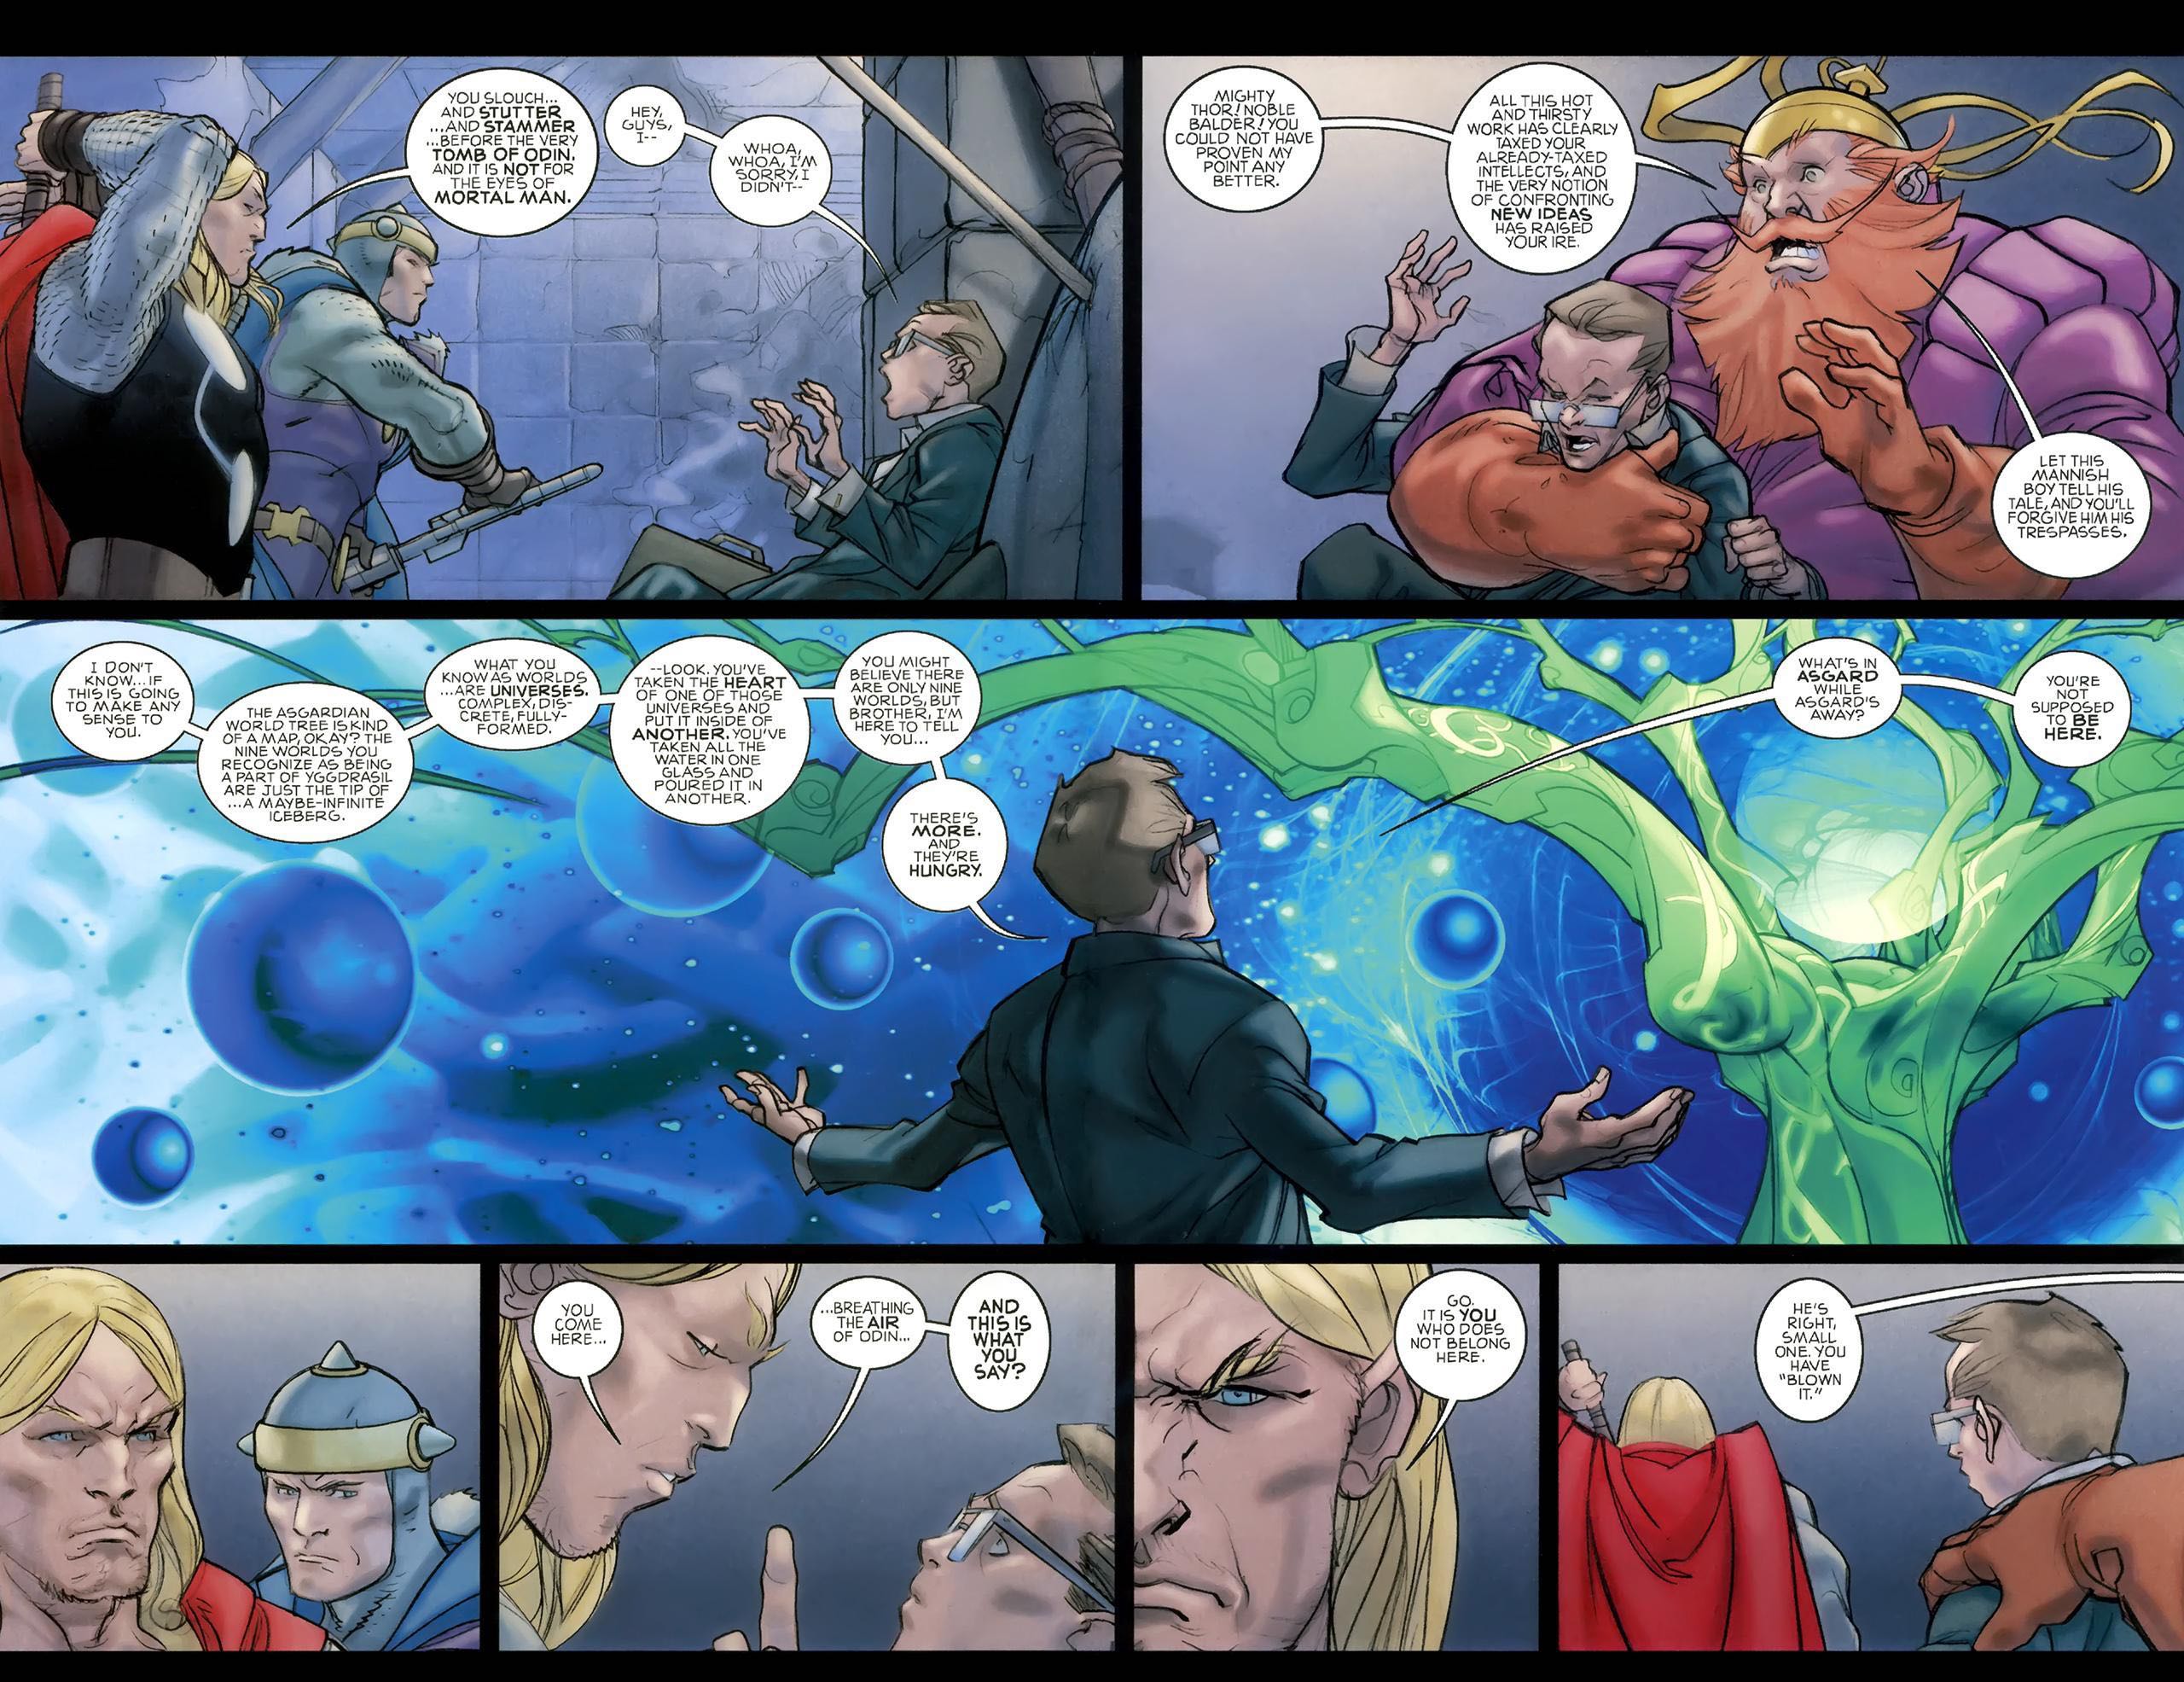 YOU SLOUCH...
AND STUTTER
...AND STAMMER
...BEFORE THE VERY
TOMB OF ODIN.
AND IT IS NOT FOR
THE EYES OF
MORTAL MAN.
HEY,
GUYS,
I--
WHOA,
WHOA, I'M
SORRY, I
DIDN'T--
MIGHTY
THOR! NOBLE
BALDER! YOU
COULD NOT HAVE
PROVEN MY
POINT ANY
BETTER.
ALL THIS HOT
AND THIRSTY
WORK HAS CLEARLY
TAXED YOUR
ALREADY-TAXED
INTELLECTS, AND
THE VERY NOTION
OF CONFRONTING
NEW IDEAS
HAS RAISED
YOUR IRE.
LET THIS
MANNISH
BOY TELL HIS
TALE, AND YOU'LL
FORGIVE HIM HIS
TRESPASSES.
I DON'T
KNOW...IF
THIS IS GOING
TO MAKE ANY
SENSE TO
YOU.
THE ASGARDIAN
WORLD TREE IS KIND
OF A MAP, OKAY? THE
NINE WORLDS YOU
RECOGNIZE AS BEING
A PART OF YGGDRASIL
ARE JUST THE TIP OF
...A MAYBE-INFINITE
ICEBERG.
WHAT YOU
KNOW AS WORLDS
...ARE UNIVERSES.
COMPLEX, DIS-
CRETE, FULLY-
FORMED.
--LOOK. YOU'VE
TAKEN THE HEART
OF ONE OF THOSE
UNIVERSES AND
PUT IT INSIDE OF
ANOTHER. YOU'VE
TAKEN ALL THE
WATER IN ONE
GLASS AND
POURED IT IN
ANOTHER.
YOU MIGHT
BELIEVE THERE
ARE ONLY NINE
WORLDS, BUT
BROTHER, I'M
HERE TO TELL
YOU...
THERE'S
MORE.
AND
THEY'RE
HUNGRY.
WHAT'S IN
ASGARD
WHILE
ASGARD'S
AWAY?
YOU'RE
NOT
SUPPOSED
TO BE
HERE.
YOU
COME
HERE...
...BREATHING
THE AIR
OF ODIN...
AND
THIS IS
WHAT
YOU
SAY?
GO.
IT IS YOU
WHO DOES
NOT BELONG
HERE.
HE'S
RIGHT,
SMALL
ONE. YOU
HAVE
"BLOWN
IT."